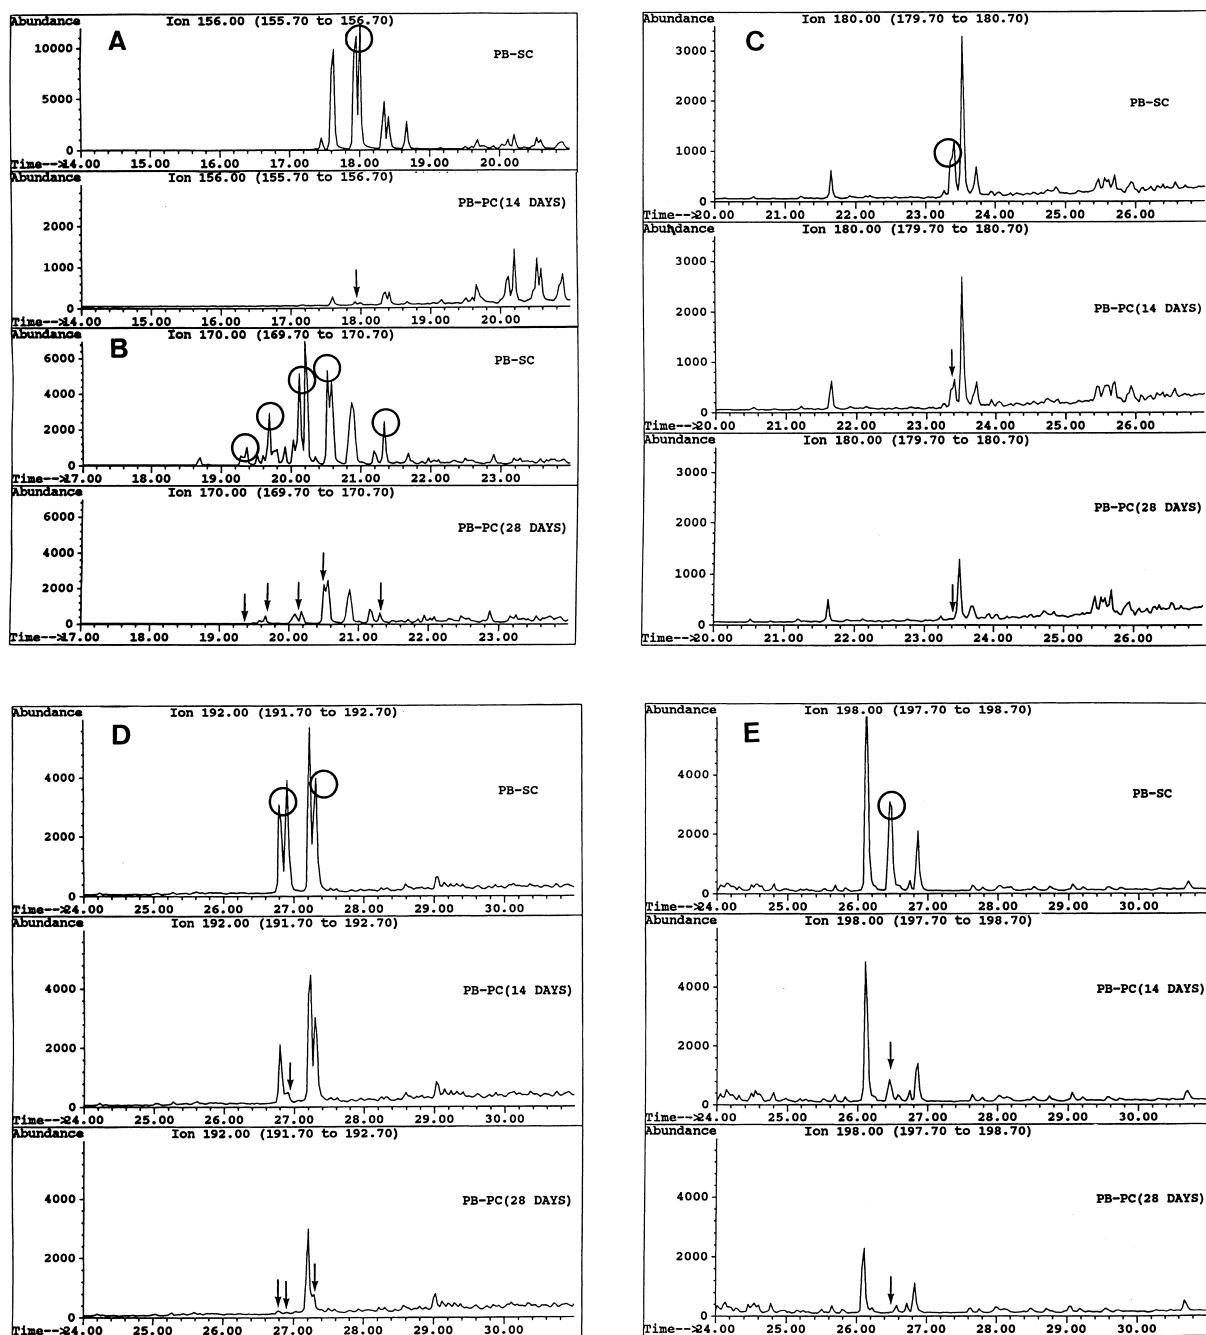 Abundance Ion 156.00 (155.70 to 156.70)
A
PB-SC
10000
5000
0
Time-->14.00 15.00 16.00 17.00 18.00 19.00 20.00
Abundance Ion 156.00 (155.70 to 156.70)
PB-PC(14 DAYS)
2000
1000
0
Time-->14.00 15.00 16.00 17.00 18.00 19.00 20.00
Abundance Ion 170.00 (169.70 to 170.70)
B
PB-SC
6000
4000
2000
0
Time-->17.00 18.00 19.00 20.00 21.00 22.00 23.00
Abundance Ion 170.00 (169.70 to 170.70)
PB-PC(28 DAYS)
6000
4000
2000
0
Time-->17.00 18.00 19.00 20.00 21.00 22.00 23.00
Abundance Ion 180.00 (179.70 to 180.70)
C
PB-SC
3000
2000
1000
0
Time-->20.00 21.00 22.00 23.00 24.00 25.00 26.00
Abundance Ion 180.00 (179.70 to 180.70)
PB-PC(14 DAYS)
3000
2000
1000
0
Time-->20.00 21.00 22.00 23.00 24.00 25.00 26.00
Abundance Ion 180.00 (179.70 to 180.70)
PB-PC(28 DAYS)
3000
2000
1000
0
Time-->20.00 21.00 22.00 23.00 24.00 25.00 26.00
Abundance Ion 192.00 (191.70 to 192.70)
D
PB-SC
4000
2000
0
Time-->24.00 25.00 26.00 27.00 28.00 29.00 30.00
Abundance Ion 192.00 (191.70 to 192.70)
PB-PC(14 DAYS)
4000
2000
0
Time-->24.00 25.00 26.00 27.00 28.00 29.00 30.00
Abundance Ion 192.00 (191.70 to 192.70)
PB-PC(28 DAYS)
4000
2000
0
Time-->24.00 25.00 26.00 27.00 28.00 29.00 30.00
Abundance Ion 198.00 (197.70 to 198.70)
E
PB-SC
4000
2000
0
Time-->24.00 25.00 26.00 27.00 28.00 29.00 30.00
Abundance Ion 198.00 (197.70 to 198.70)
PB-PC(14 DAYS)
4000
2000
0
Time-->24.00 25.00 26.00 27.00 28.00 29.00 30.00
Abundance Ion 198.00 (197.70 to 198.70)
PB-PC(28 DAYS)
4000
2000
0
Time-->24.00 25.00 26.00 27.00 28.00 29.00 30.00